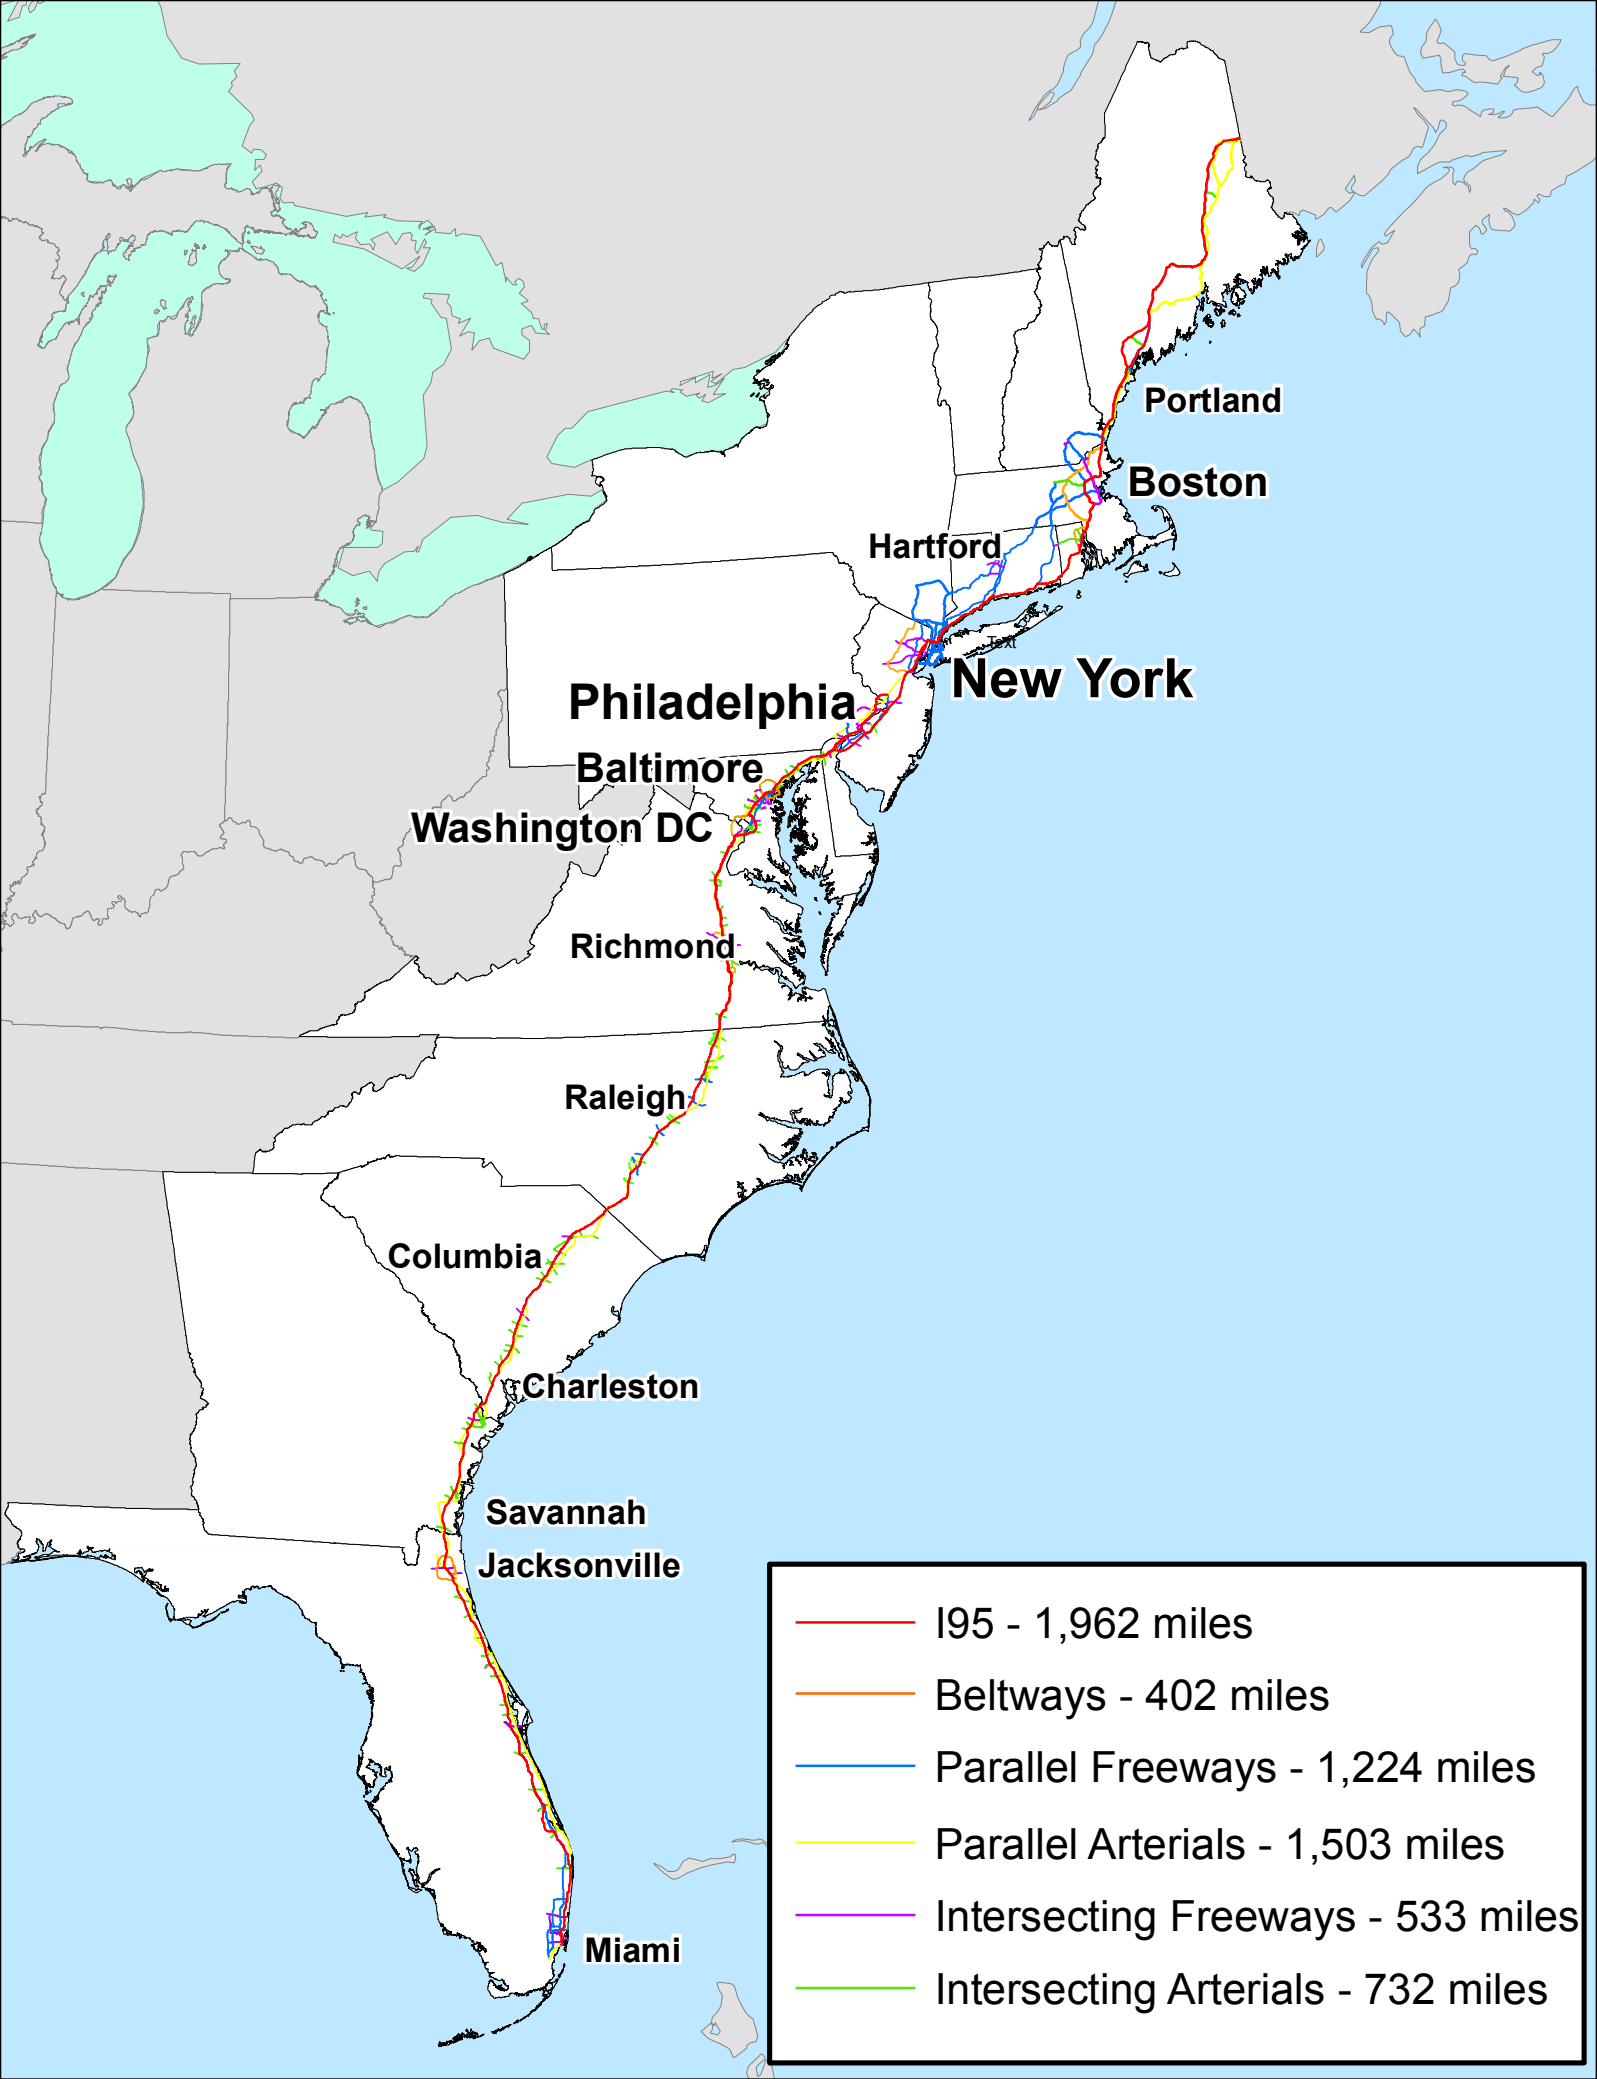 Portland
Boston
Hartford
Text
New York
Philadelphia
Baltimore
Washington DC
Richmond
Raleigh
Columbia
Charleston
Savannah
Jacksonville
Miami
I95 - 1,962 miles
Beltways - 402 miles
Parallel Freeways - 1,224 miles
Parallel Arterials - 1,503 miles
Intersecting Freeways - 533 miles
Intersecting Arterials - 732 miles